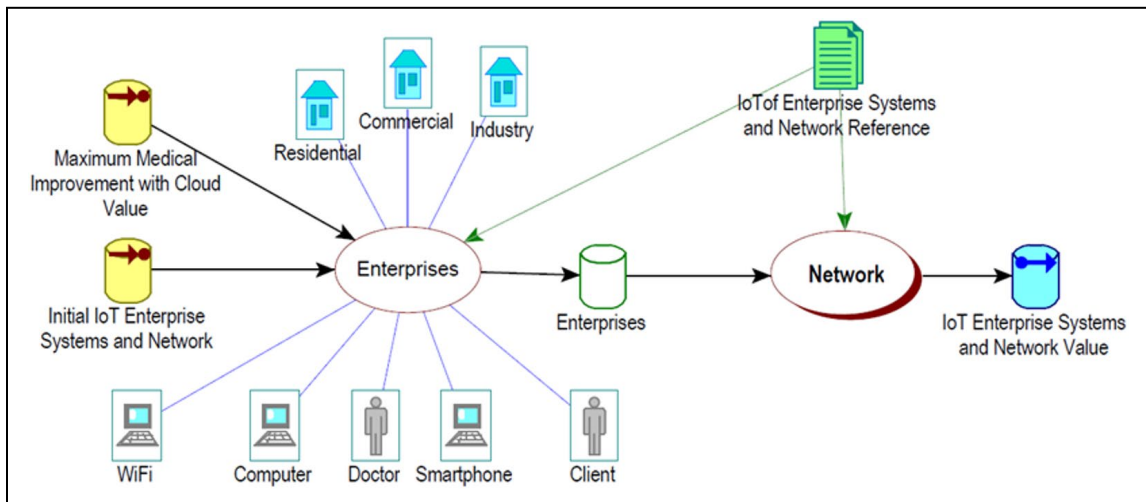 Residential
Commercial
Industry
IoTof Enterprise Systems
and Network Reference
Maximum Medical
Improvement with Cloud
Value
Enterprises
Network
Initial IoT Enterprise
Systems and Network
Enterprises
IoT Enterprise Systems
and Network Value
WiFi
Computer
Doctor
Smartphone
Client